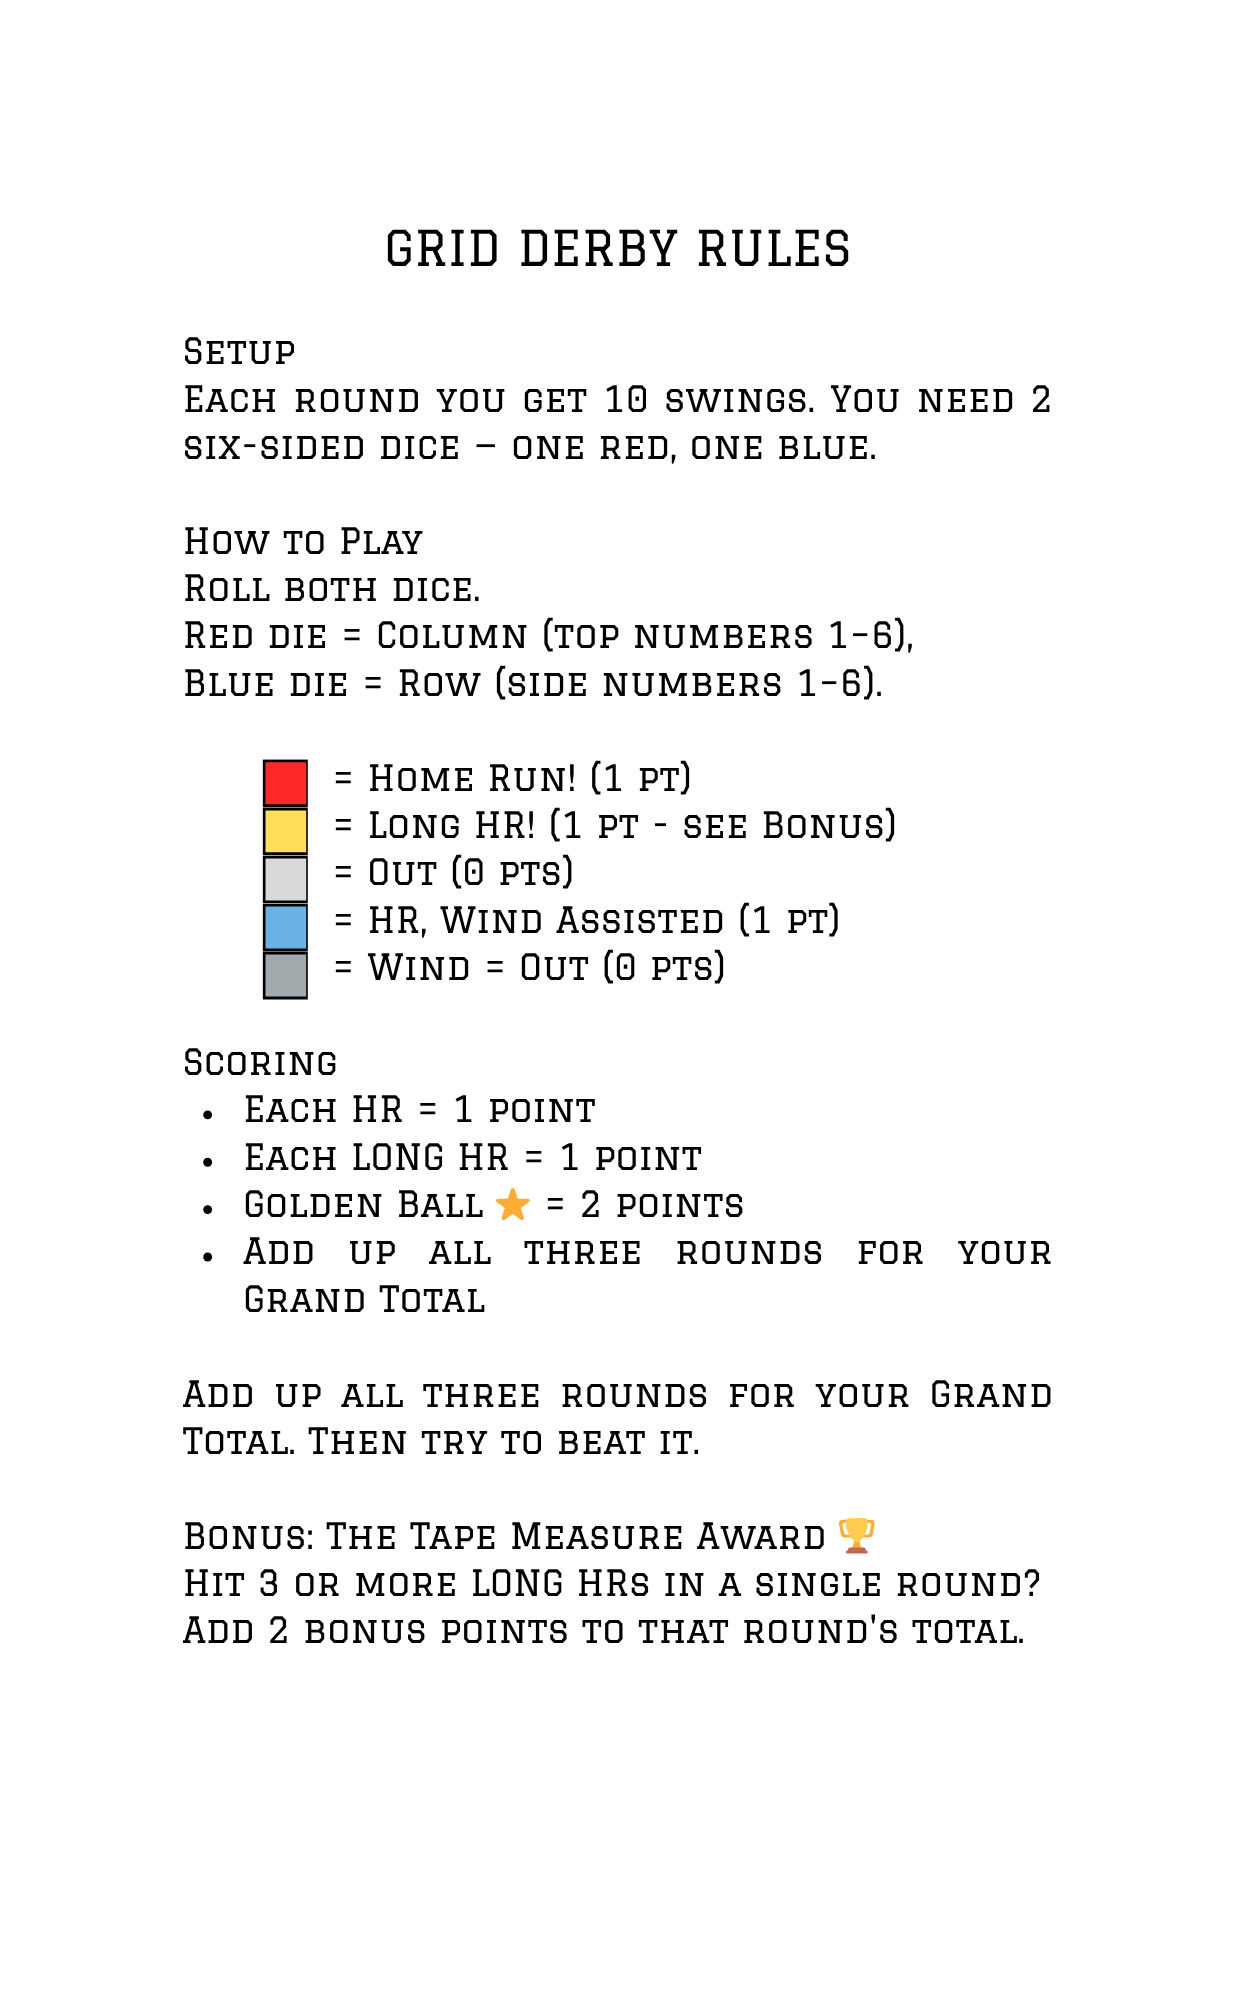 GRID DERBY RULES
Setup
Each round you get 10 swings. You need 2
six-sided dice – one red, one blue.
How to Play
Roll both dice.
Red die = Column (top numbers 1–6),
Blue die = Row (side numbers 1–6).
= Home Run! (1 pt)
= Long HR! (1 pt - see Bonus)
= Out (0 pts)
= HR, Wind Assisted (1 pt)
= Wind = Out (0 pts)
Scoring
• Each HR = 1 point
• Each LONG HR = 1 point
• Golden Ball ⭐ = 2 points
• Add up all three rounds for your
Grand Total
Add up all three rounds for your Grand
Total. Then try to beat it.
Bonus: The Tape Measure Award 🏆
Hit 3 or more LONG HRs in a single round?
Add 2 bonus points to that round's total.